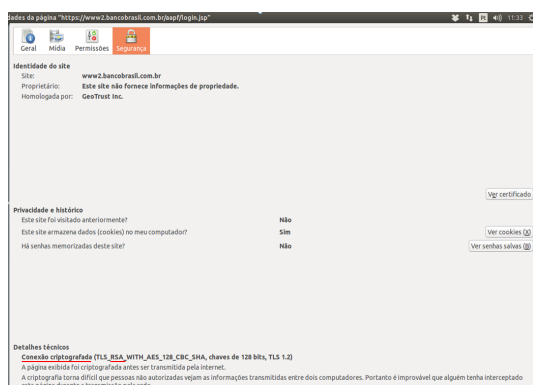 dades da página "https://www2.bancobrasil.com.br/aapf/login.jsp"
Pt 11:33
Geral Mídia Permissões Segurança
Identidade do site
Site: www2.bancobrasil.com.br
Proprietário: Este site não fornece informações de propriedade.
Homologada por: GeoTrust Inc.
Ver certificado
Privacidade e histórico
Este site foi visitado anteriormente? Não
Este site armazena dados (cookies) no meu computador? Sim Ver cookies (X)
Há senhas memorizadas deste site? Não Ver senhas salvas (B)
Detalhes técnicos
Conexão criptografada (TLS_RSA_WITH_AES_128_CBC_SHA, chaves de 128 bits, TLS 1.2)
A página exibida foi criptografada antes ser transmitida pela internet.
A criptografia torna difícil que pessoas não autorizadas vejam as informações transmitidas entre dois computadores. Portanto é improvável que alguém tenha interceptado